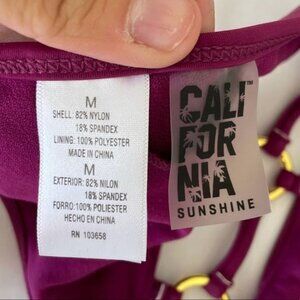 M
SHELL: 82% NYLON
18% SPANDEX
LINING: 100% POLYESTER
MADE IN CHINA
M
EXTERIOR: 82% NILON
18% SPANDEX
FORRO: 100% POLIESTER
HECHO EN CHINA
RN 103658
CALI™
FOR
NIA
SUNSHINE